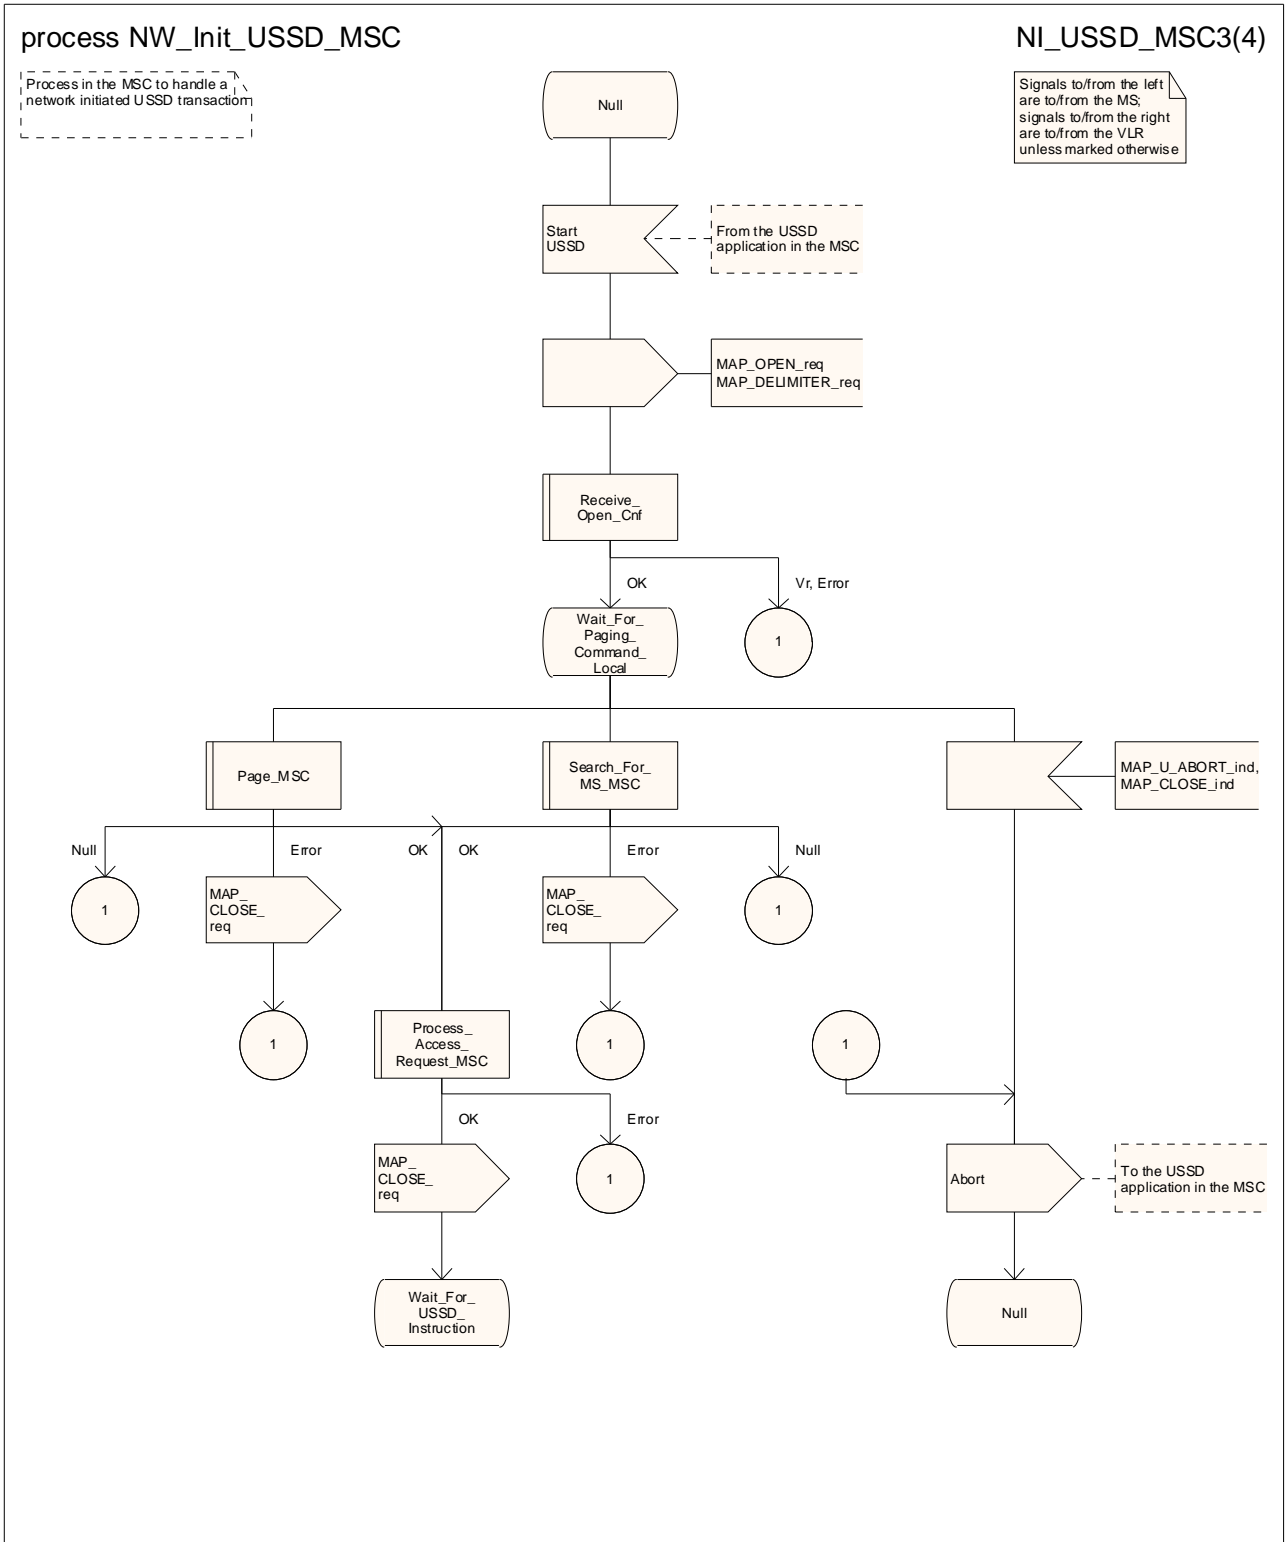 process NW_Init_USSD_MSC
NI_USSD_MSC3(4)
Process in the MSC to handle a
network initiated USSD transaction
Null
Signals to/from the left
are to/from the MS;
signals to/from the right
are to/from the VLR
unless marked otherwise
Start
USSD
From the USSD
application in the MSC
MAP_OPEN_req
MAP_DELIMITER_req
Receive_
Open_Cnf
OK
Vr, Error
Wait_For_
Paging_
Command_
Local
1
Page_MSC
Search_For_
MS_MSC
MAP_U_ABORT_ind,
MAP_CLOSE_ind
Null
Error
OK
OK
Error
Null
1
MAP_
CLOSE_
req
MAP_
CLOSE_
req
1
1
Process_
Access_
Request_MSC
1
1
OK
Error
MAP_
CLOSE_
req
1
Abort
To the USSD
application in the MSC
Wait_For_
USSD_
Instruction
Null